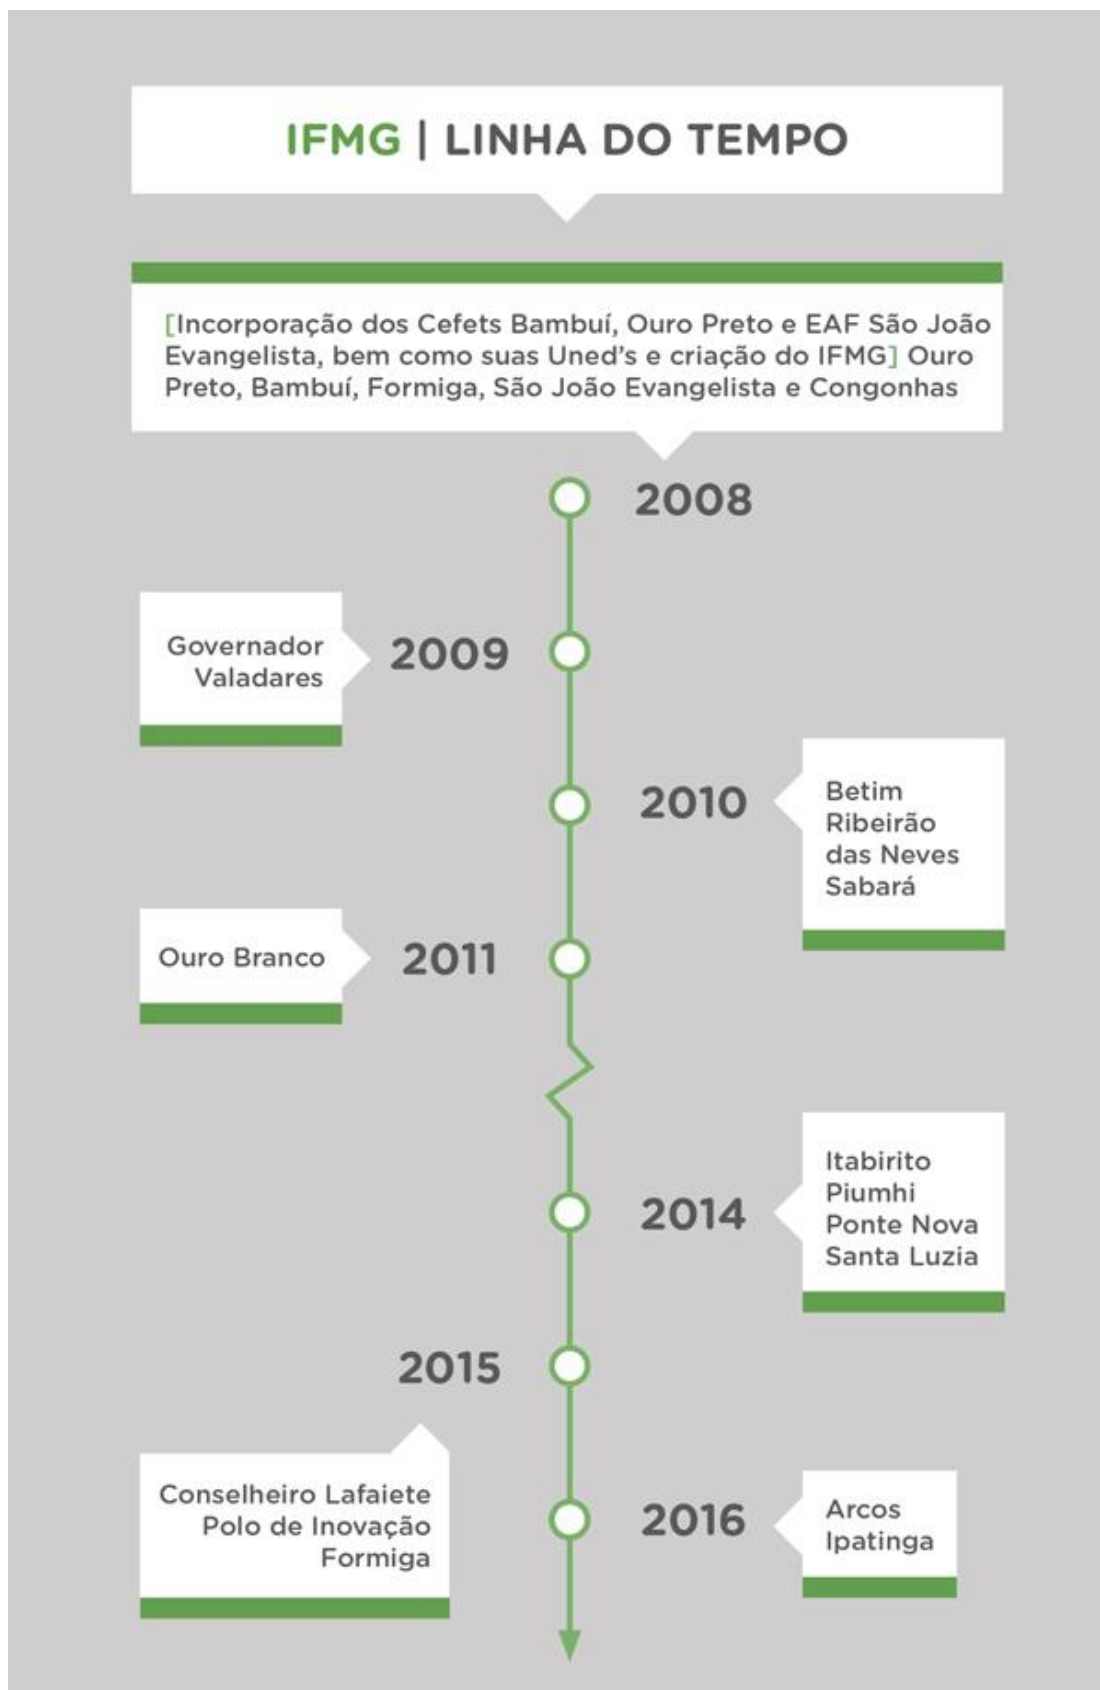 IFMG | LINHA DO TEMPO
[Incorporação dos Cefets Bambuí, Ouro Preto e EAF São João
Evangelista, bem como suas Uned's e criação do IFMG] Ouro
Preto, Bambuí, Formiga, São João Evangelista e Congonhas
2008
Governador
Valadares
2009
2010
Betim
Ribeirão
das Neves
Sabará
Ouro Branco
2011
2014
Itabirito
Piumhi
Ponte Nova
Santa Luzia
2015
Conselheiro Lafaiete
Polo de Inovação
Formiga
2016
Arcos
Ipatinga